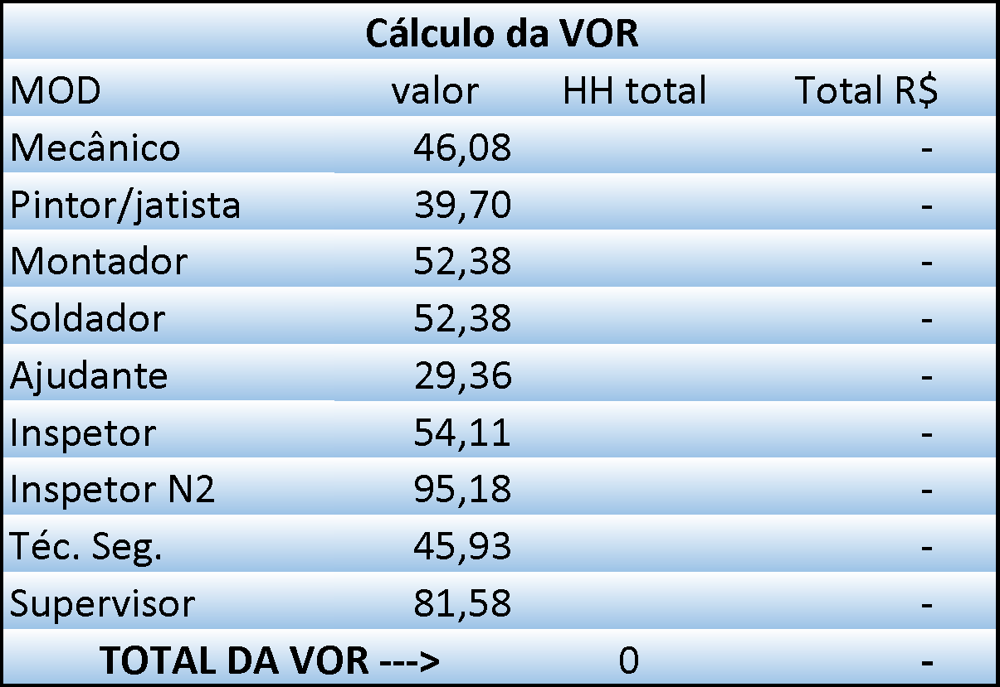 Cálculo da VOR
MOD valor HH total Total R$
Mecânico 46,08 -
Pintor/jatista 39,70 -
Montador 52,38 -
Soldador 52,38 -
Ajudante 29,36 -
Inspetor 54,11 -
Inspetor N2 95,18 -
Téc. Seg. 45,93 -
Supervisor 81,58 -
TOTAL DA VOR ---> 0 -